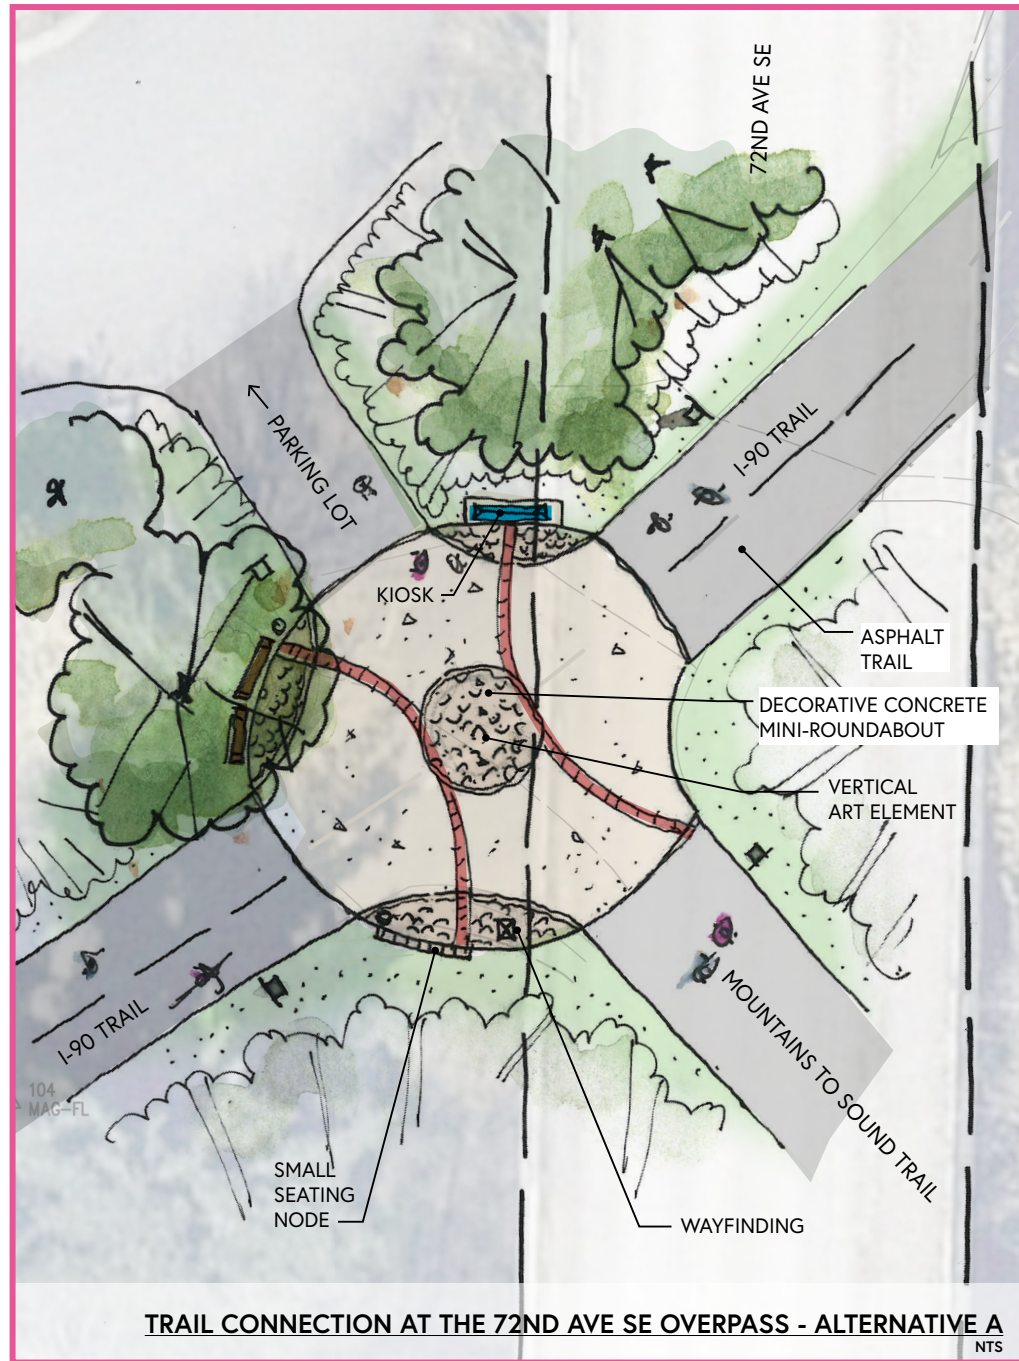 72ND AVE SE
I-90 TRAIL
PARKING LOT
KIOSK
ASPHALT
TRAIL
DECORATIVE CONCRETE
MINI-ROUNDABOUT
VERTICAL
ART ELEMENT
I-90 TRAIL
MOUNTAINS TO SOUND TRAIL
104
MAG-FL
SMALL
SEATING
NODE
WAYFINDING
TRAIL CONNECTION AT THE 72ND AVE SE OVERPASS - ALTERNATIVE A
NTS